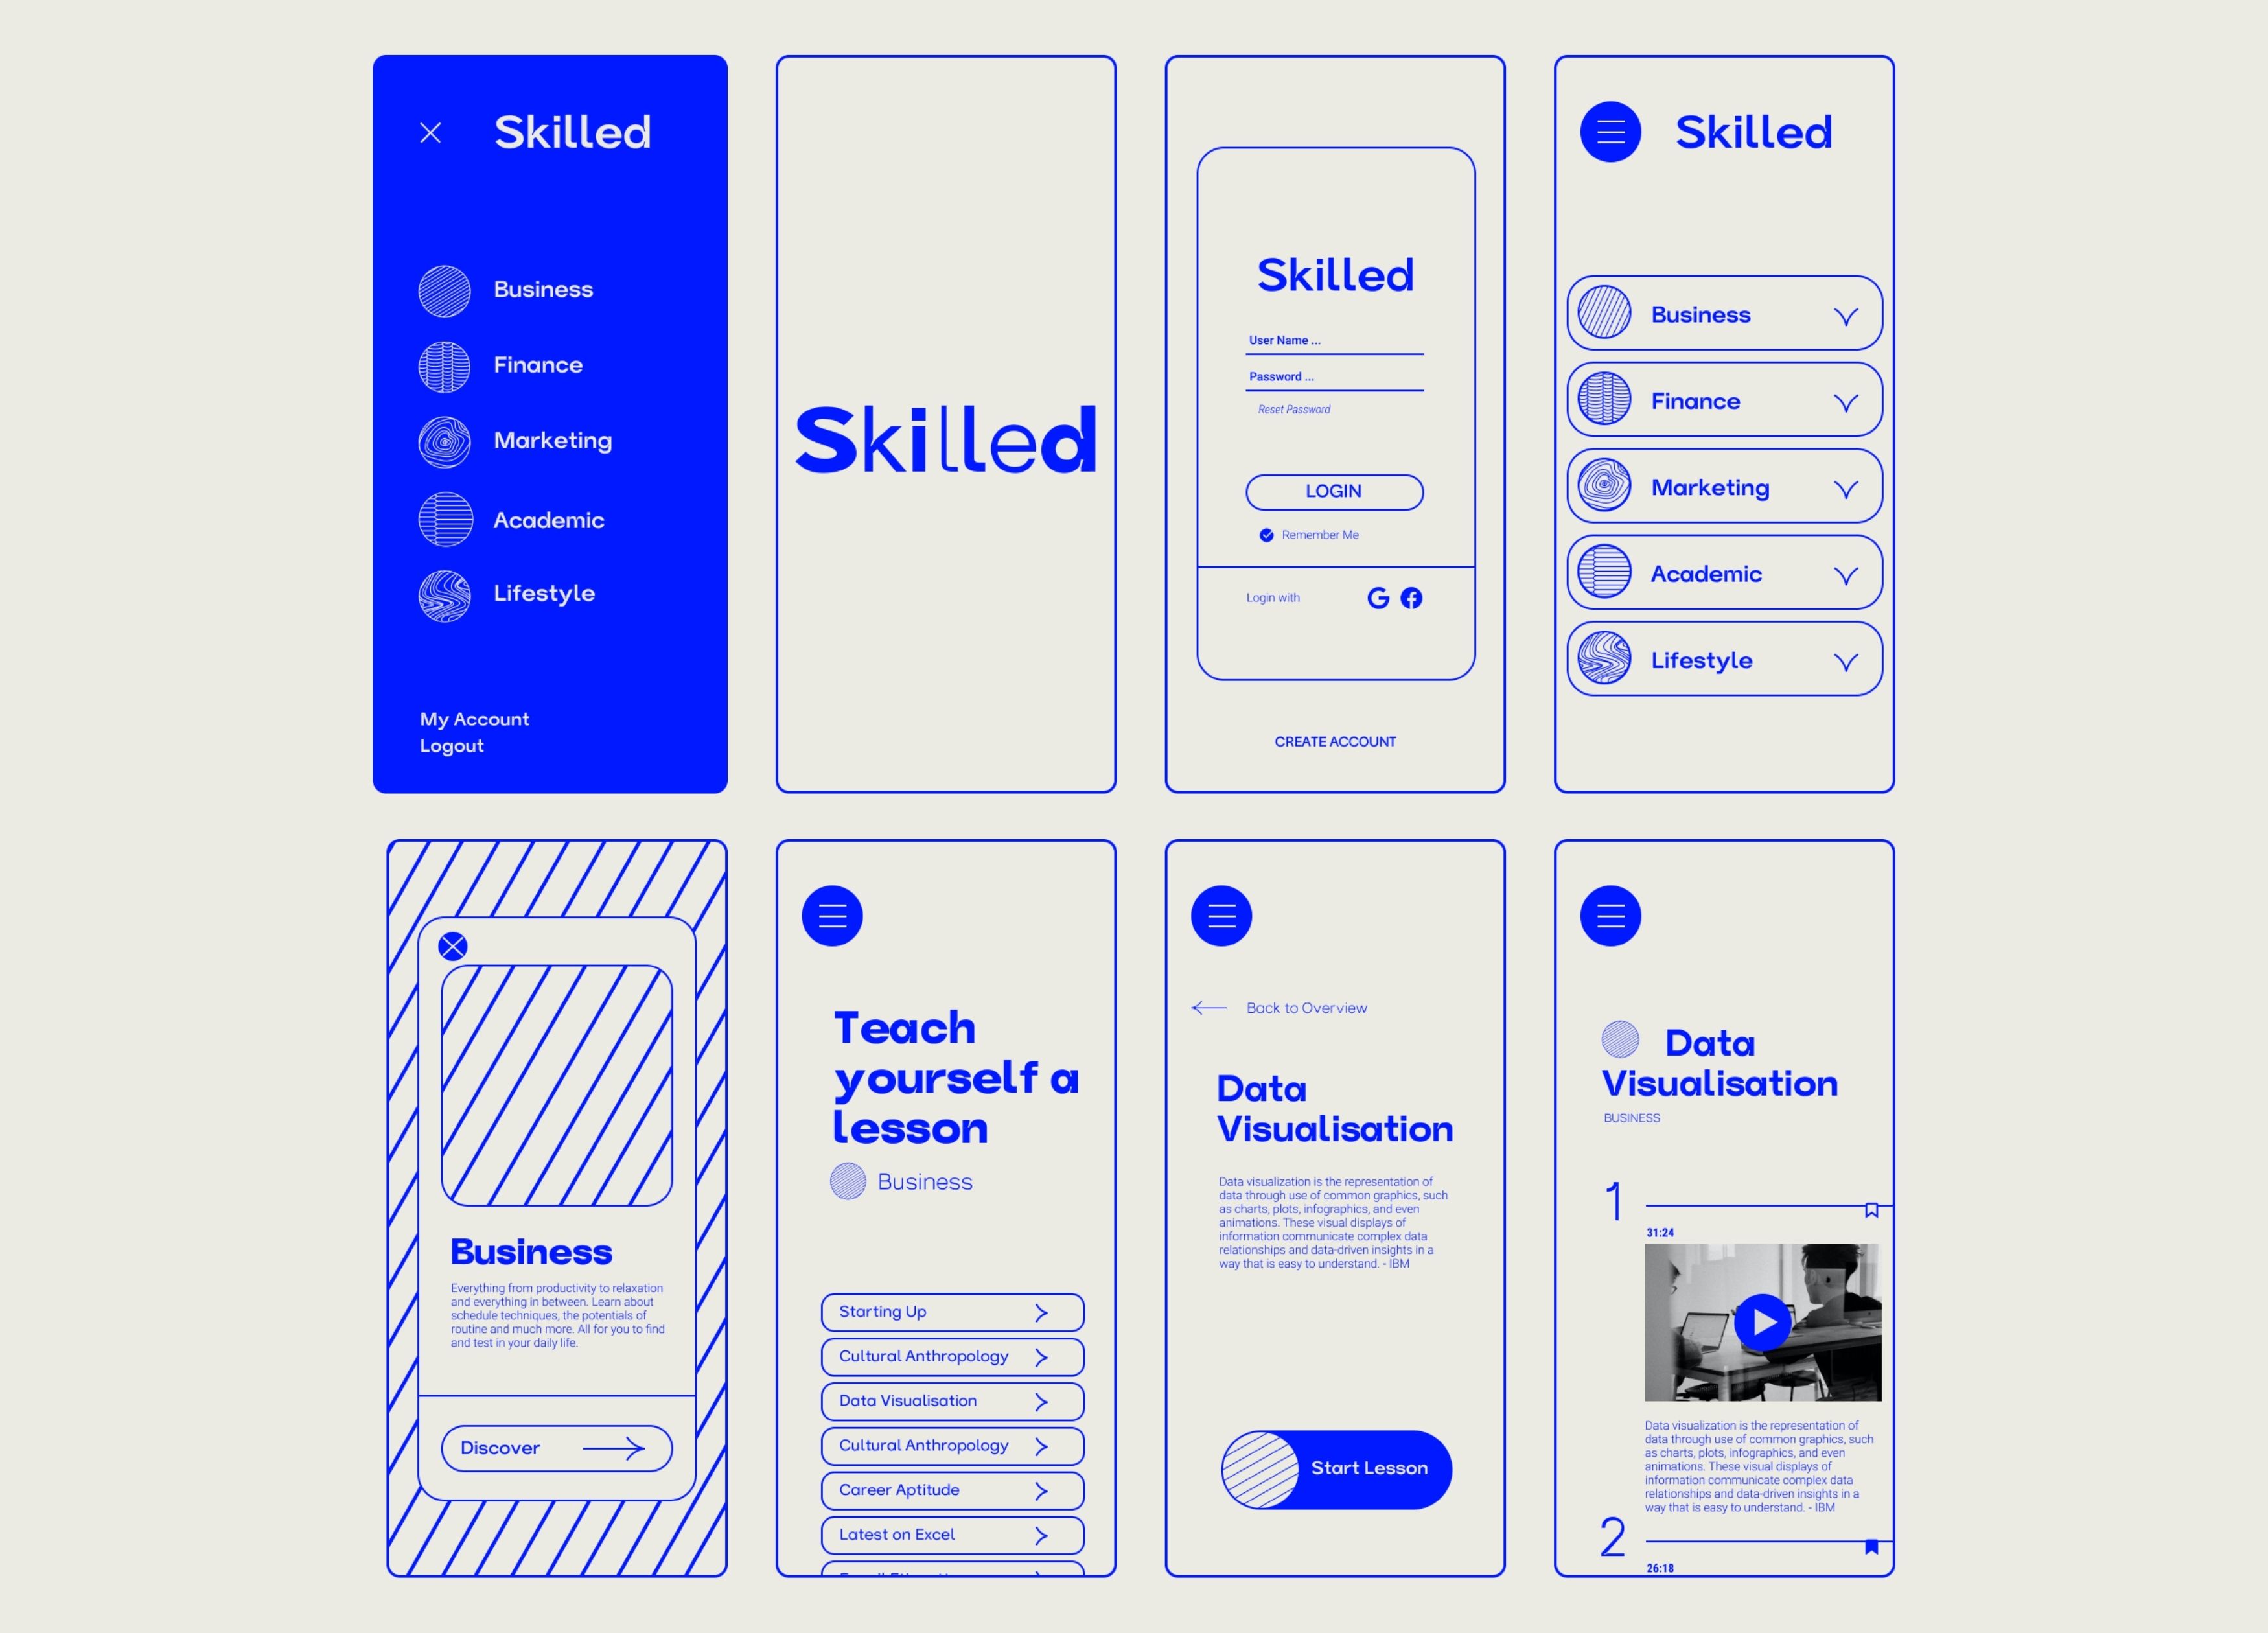 Skilled
Business
Finance
Marketing
Academic
Lifestyle
My Account
Logout
Skilled
Skilled
User Name ...
Password ...
Reset Password
LOGIN
Remember Me
Login with
CREATE ACCOUNT
Skilled
Business
Finance
Marketing
Academic
Lifestyle
Business
Everything from productivity to relaxation
and everything in between. Learn about
schedule techniques, the potentials of
routine and much more. All for you to find
and test in your daily life.
Discover
Teach
yourself a
lesson
Business
Starting Up
Cultural Anthropology
Data Visualisation
Cultural Anthropology
Career Aptitude
Latest on Excel
Back to Overview
Data
Visualisation
Data visualization is the representation of
data through use of common graphics, such
as charts, plots, infographics, and even
animations. These visual displays of
information communicate complex data
relationships and data-driven insights in a
way that is easy to understand. - IBM
Start Lesson
Data
Visualisation
BUSINESS
1
31:24
Data visualization is the representation of
data through use of common graphics, such
as charts, plots, infographics, and even
animations. These visual displays of
information communicate complex data
relationships and data-driven insights in a
way that is easy to understand. - IBM
2
26:18